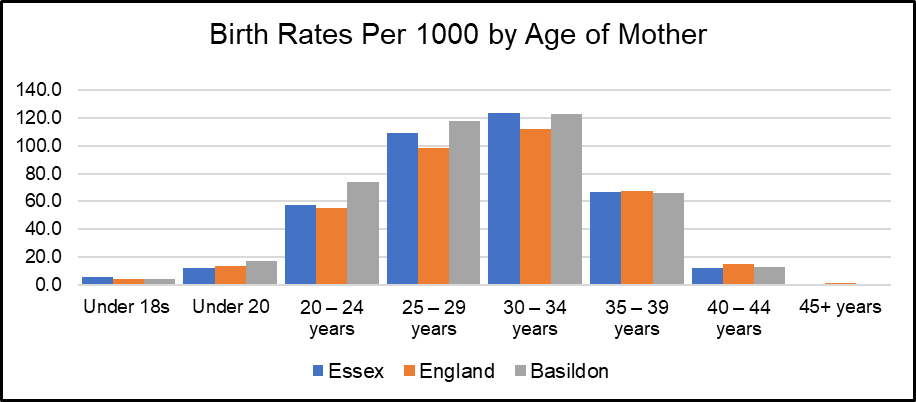 Birth Rates Per 1000 by Age of Mother
140.0
120.0
100.0
80.0
60.0
40.0
20.0
0.0
Under 18s Under 20 20 – 24 25 – 29 30 – 34 35 – 39 40 – 44 45+ years
years years years years years
Essex England Basildon